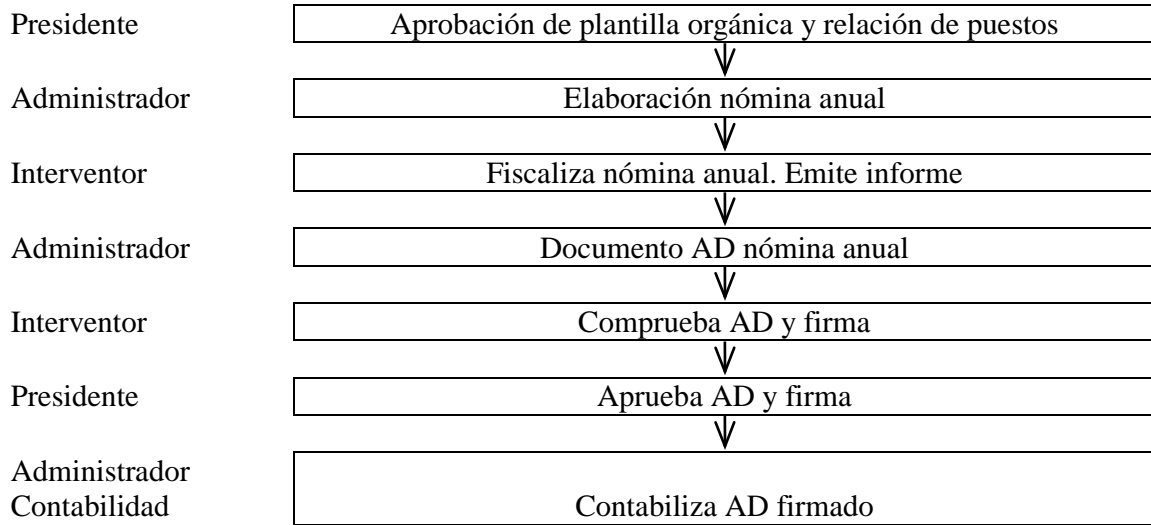 Presidente Aprobación de plantilla orgánica y relación de puestos
Administrador Elaboración nómina anual
Interventor Fiscaliza nómina anual. Emite informe
Administrador Documento AD nómina anual
Interventor Comprueba AD y firma
Presidente Aprueba AD y firma
Administrador
Contabilidad Contabiliza AD firmado